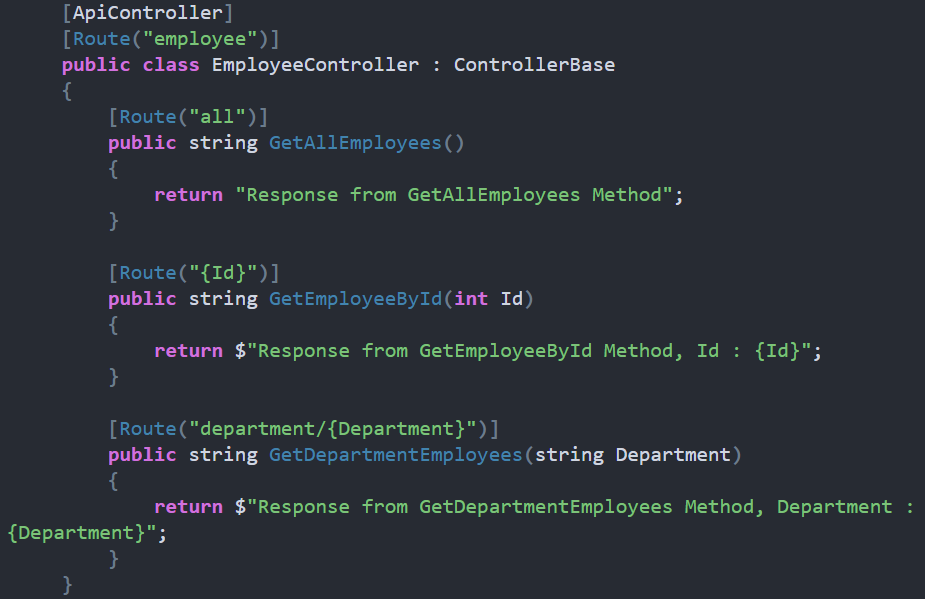 [ApiController]
[Route("employee")]
public class EmployeeController : ControllerBase
{
[Route("all")]
public string GetAllEmployees()
{
return "Response from GetAllEmployees Method";
}
[Route("{Id}")]
public string GetEmployeeById(int Id)
{
return $"Response from GetEmployeeById Method, Id : {Id}";
}
[Route("department/{Department}")]
public string GetDepartmentEmployees(string Department)
{
return $"Response from GetDepartmentEmployees Method, Department :
{Department}";
}
}